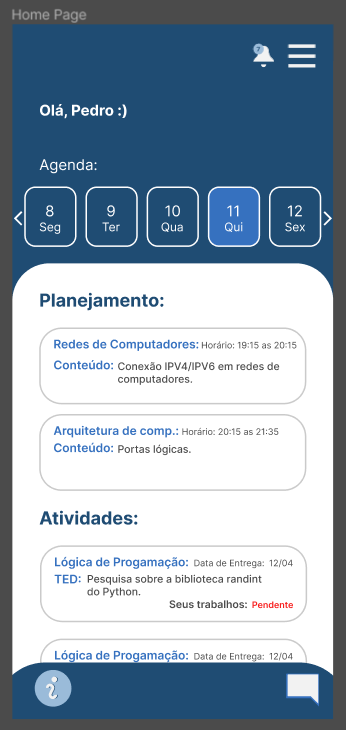 Home Page
7
Olá, Pedro :)
Agenda:
8 9 10 11 12
Seg Ter Qua Qui Sex
Planejamento:
Redes de Computadores: Horário: 19:15 as 20:15
Conteúdo: Conexão IPV4/IPV6 em redes de
computadores.
Arquitetura de comp.: Horário: 20:15 as 21:35
Conteúdo: Portas lógicas.
Atividades:
Lógica de Progamação: Data de Entrega: 12/04
TED: Pesquisa sobre a biblioteca randint
do Python.
Seus trabalhos: Pendente
Lógica de Progamação: Data de Entrega: 12/04
i